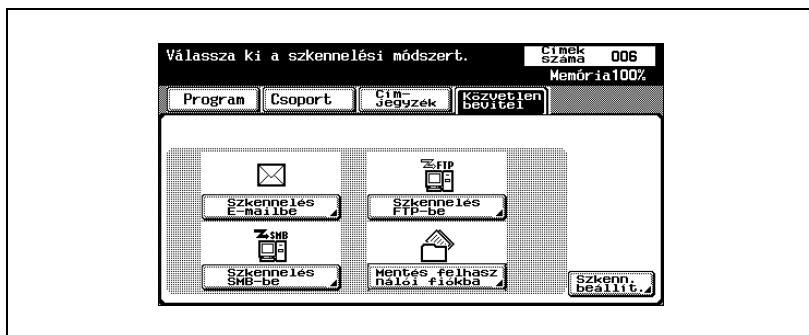 Válassza ki a szkennelési módszert.
Címek
száma 006
Memória100%
Program
Csoport
Cím-
jegyzék
Közvetlen
bevitel
Szkennelés
E-mailbe
FTP
Szkennelés
FTP-be
SMB
Szkennelés
SMB-be
Mentés felhasz
nálói fiókba
Szkenn.
beállít.